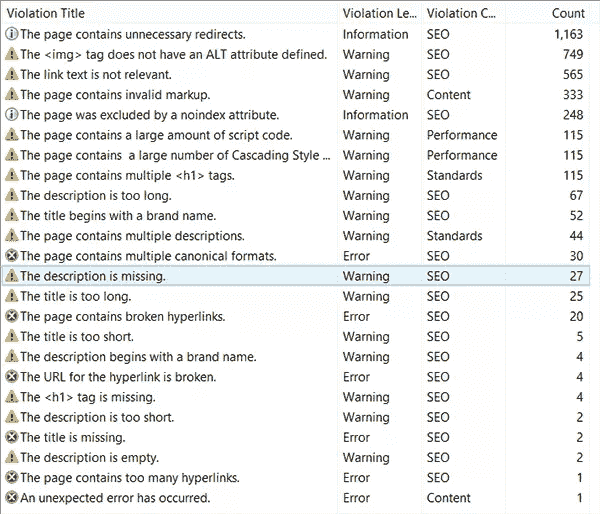 Violation Title Violation Le... Violation C... Count
The page contains unnecessary redirects. Information SEO 1,163
The <img> tag does not have an ALT attribute defined. Warning SEO 749
The link text is not relevant. Warning SEO 565
The page contains invalid markup. Warning Content 333
The page was excluded by a noindex attribute. Information SEO 248
The page contains a large amount of script code. Warning Performance 115
The page contains a large number of Cascading Style ... Warning Performance 115
The page contains multiple <h1> tags. Warning Standards 115
The description is too long. Warning SEO 67
The title begins with a brand name. Warning SEO 52
The page contains multiple descriptions. Warning Standards 44
The page contains multiple canonical formats. Error SEO 30
The description is missing. Warning SEO 27
The title is too long. Warning SEO 25
The page contains broken hyperlinks. Error SEO 20
The title is too short. Warning SEO 5
The description begins with a brand name. Warning SEO 4
The URL for the hyperlink is broken. Error SEO 4
The <h1> tag is missing. Warning SEO 4
The description is too short. Warning SEO 2
The title is missing. Error SEO 2
The description is empty. Warning SEO 2
The page contains too many hyperlinks. Error SEO 1
An unexpected error has occurred. Error Content 1